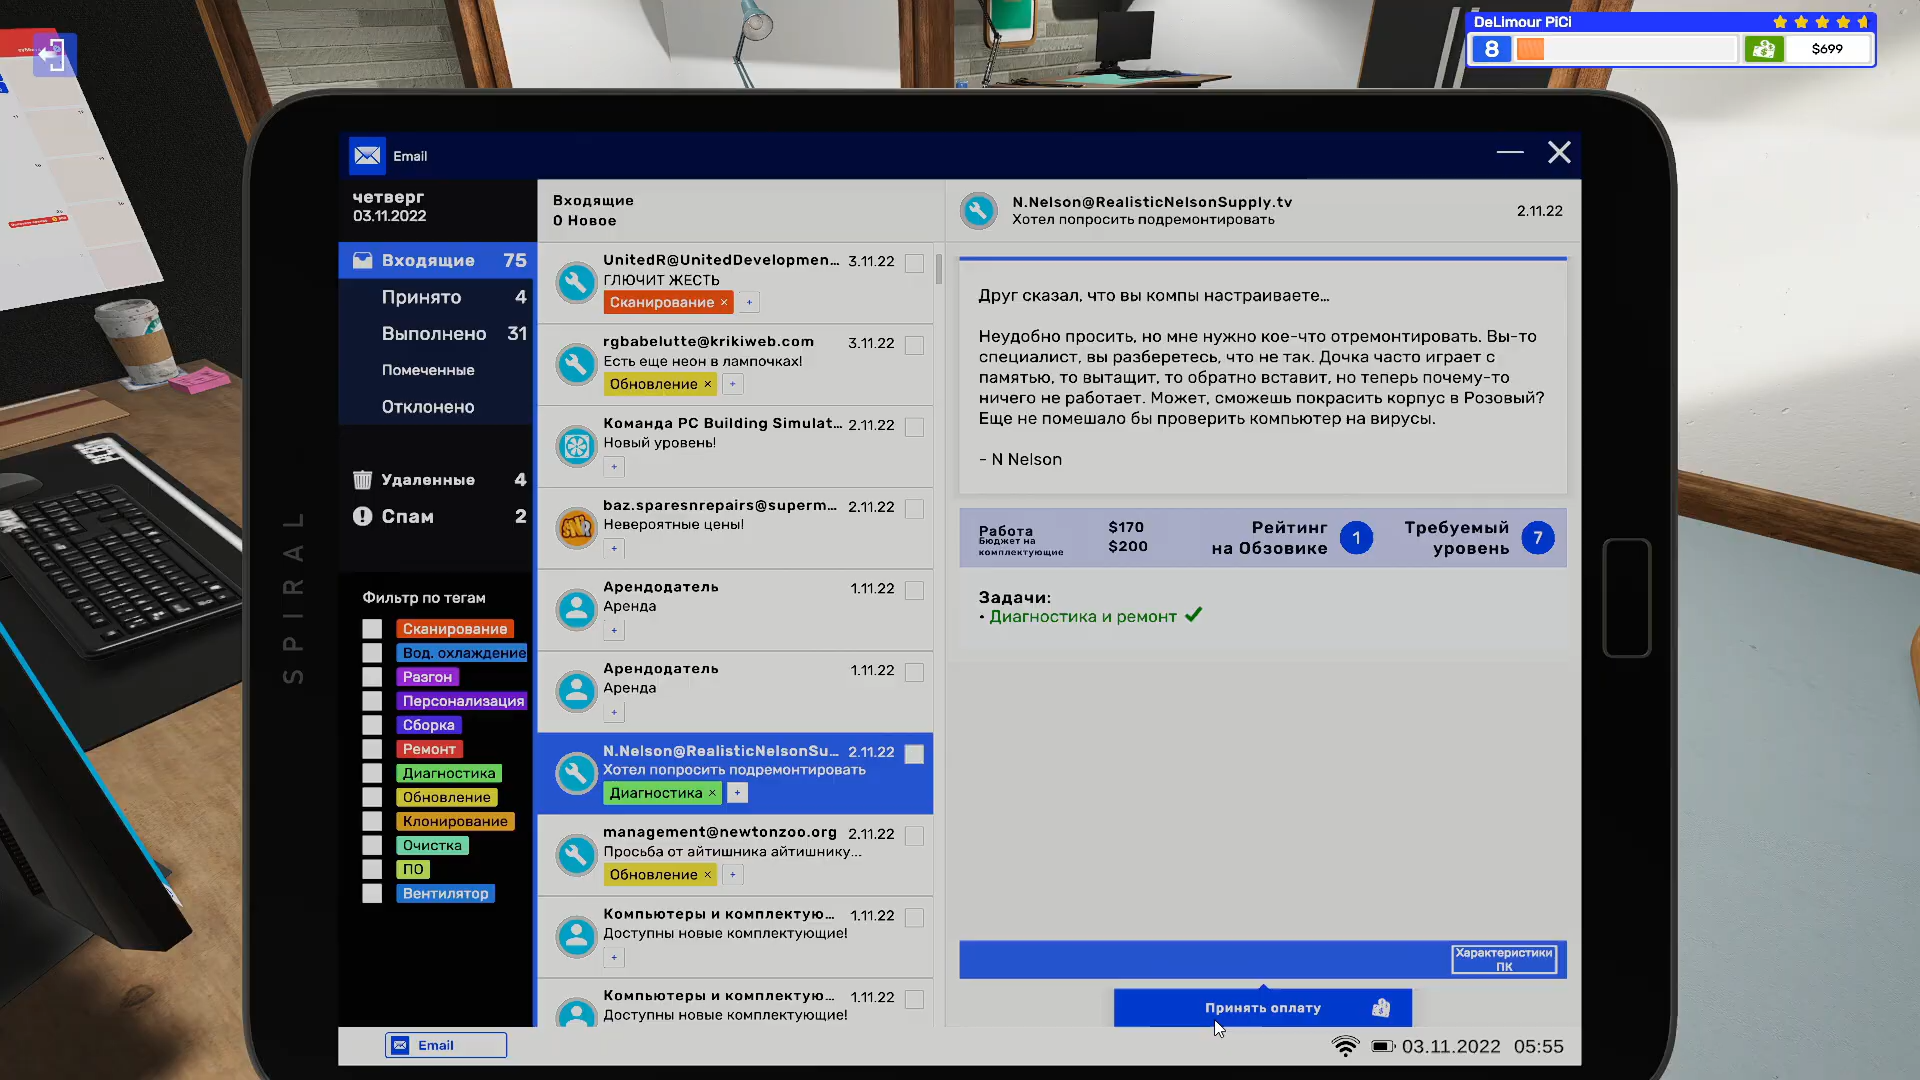 DeLimour PiCi
8
$699
Email
четверг
03.11.2022
Входящие 75
Принято 4
Выполнено 31
Помеченные
Отклонено
Удаленные 4
Спам 2
Фильтр по тегам
Сканирование
Вод. охлаждение
Разгон
Персонализация
Сборка
Ремонт
Диагностика
Обновление
Клонирование
Очистка
ПО
Вентилятор
Входящие
0 Новое
UnitedR@UnitedDevelopmen... 3.11.22
ГЛЮЧИТ ЖЕСТЬ
Сканирование × +
rgbabelutte@krikiweb.com 3.11.22
Есть еще неон в лампочках!
Обновление × +
Команда PC Building Simulat... 2.11.22
Новый уровень!
+
baz.sparesnrepairs@superm... 2.11.22
Невероятные цены!
+
Арендодатель 1.11.22
Аренда
+
Арендодатель 1.11.22
Аренда
+
N.Nelson@RealisticNelsonSu... 2.11.22
Хотел попросить подремонтировать
Диагностика × +
management@newtonzoo.org 2.11.22
Просьба от айтишника айтишнику...
Обновление × +
Компьютеры и комплектую... 1.11.22
Доступны новые комплектующие!
+
Компьютеры и комплектую... 1.11.22
Доступны новые комплектующие!
N.Nelson@RealisticNelsonSupply.tv
Хотел попросить подремонтировать
2.11.22
Друг сказал, что вы компы настраиваете...
Неудобно просить, но мне нужно кое-что отремонтировать. Вы-то
специалист, вы разберетесь, что не так. Дочка часто играет с
памятью, то вытащит, то обратно вставит, но теперь почему-то
ничего не работает. Может, сможешь покрасить корпус в Розовый?
Еще не помешало бы проверить компьютер на вирусы.
- N Nelson
Работа $170
Бюджет на
комплектующие $200
Рейтинг
на Обзовике 1
Требуемый
уровень 7
Задачи:
• Диагностика и ремонт
Характеристики
ПК
Принять оплату
Email
03.11.2022 05:55
SPIRAL